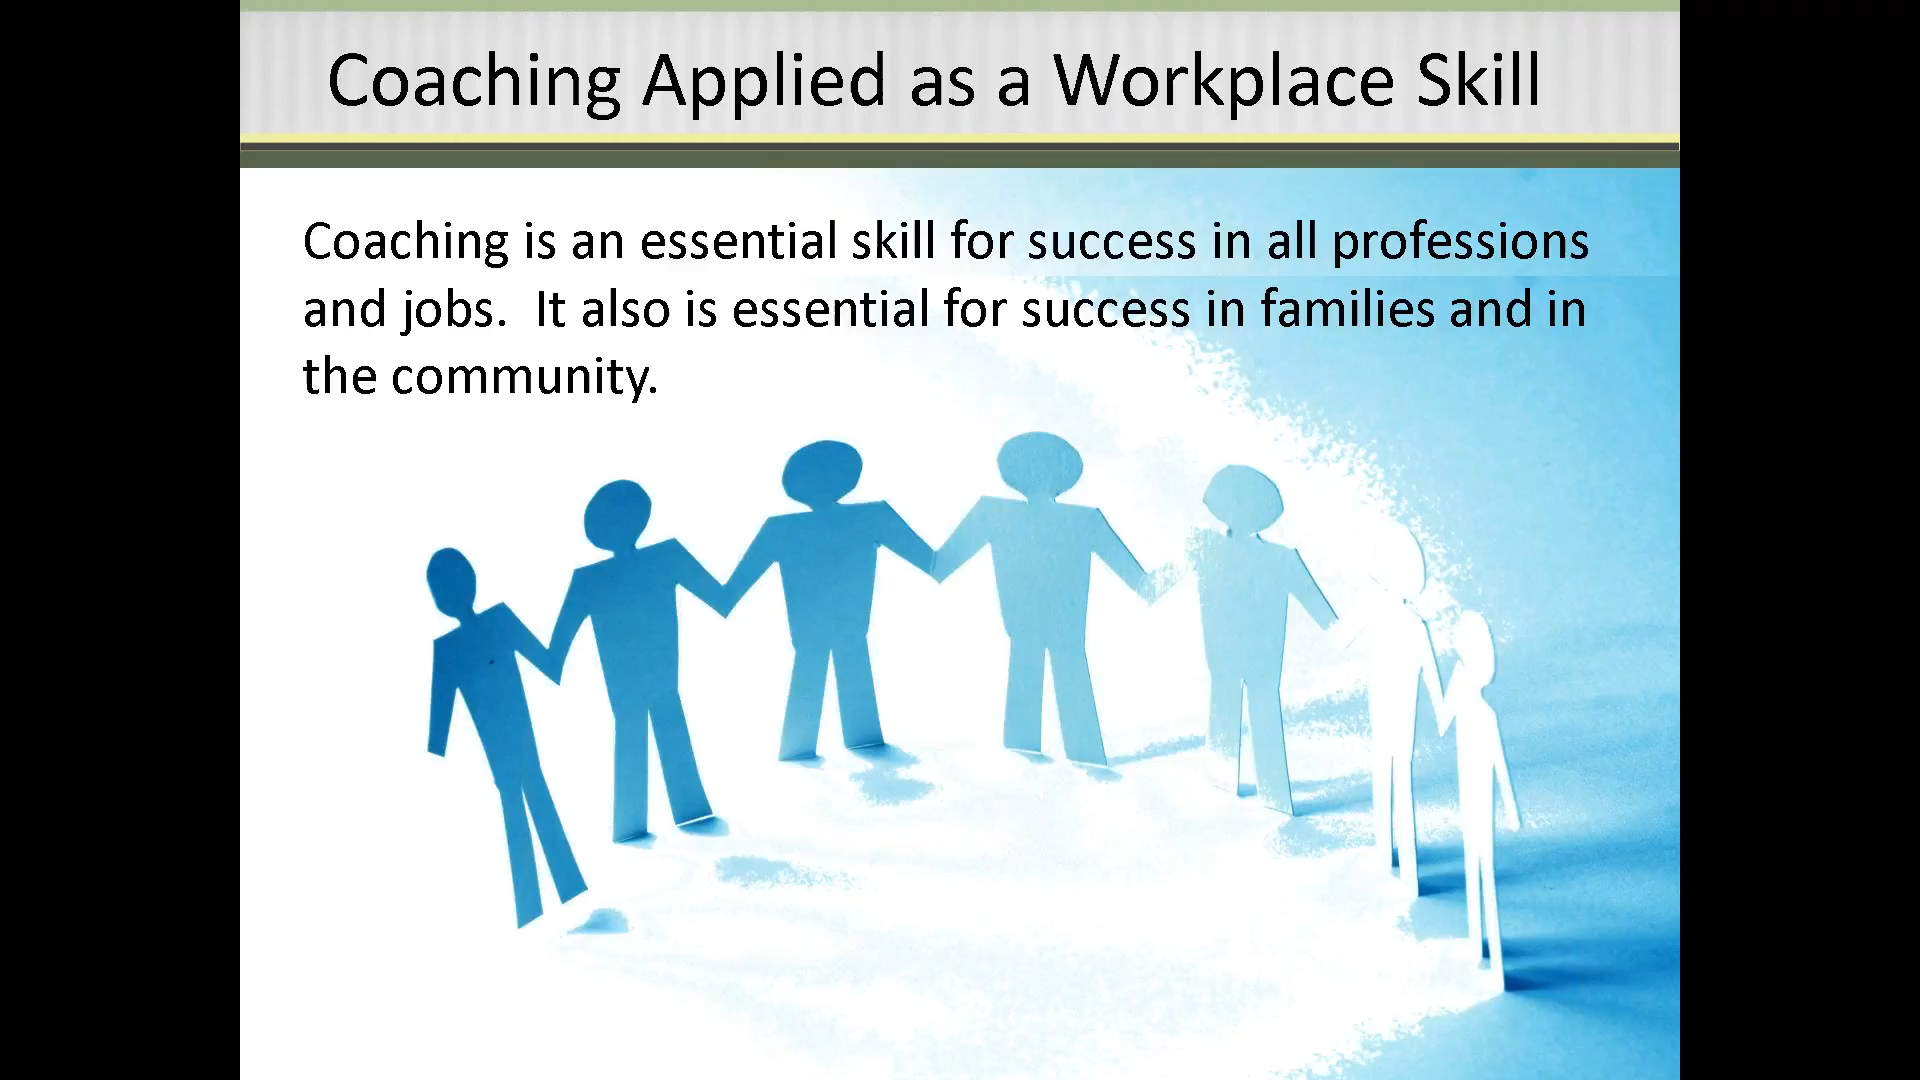 Coaching Applied as a Workplace Skill
Coaching is an essential skill for success in all professions
and jobs.  It also is essential for success in families and in
the community.